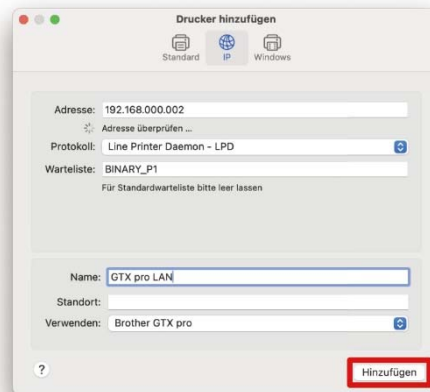 Drucker hinzufügen
Standard
IP
Windows
Adresse: 192.168.000.002
Adresse überprüfen ...
Protokoll: Line Printer Daemon - LPD
Warteliste: BINARY_P1
Für Standardwarteliste bitte leer lassen
Name: GTX pro LAN
Standort:
Verwenden: Brother GTX pro
?
Hinzufügen